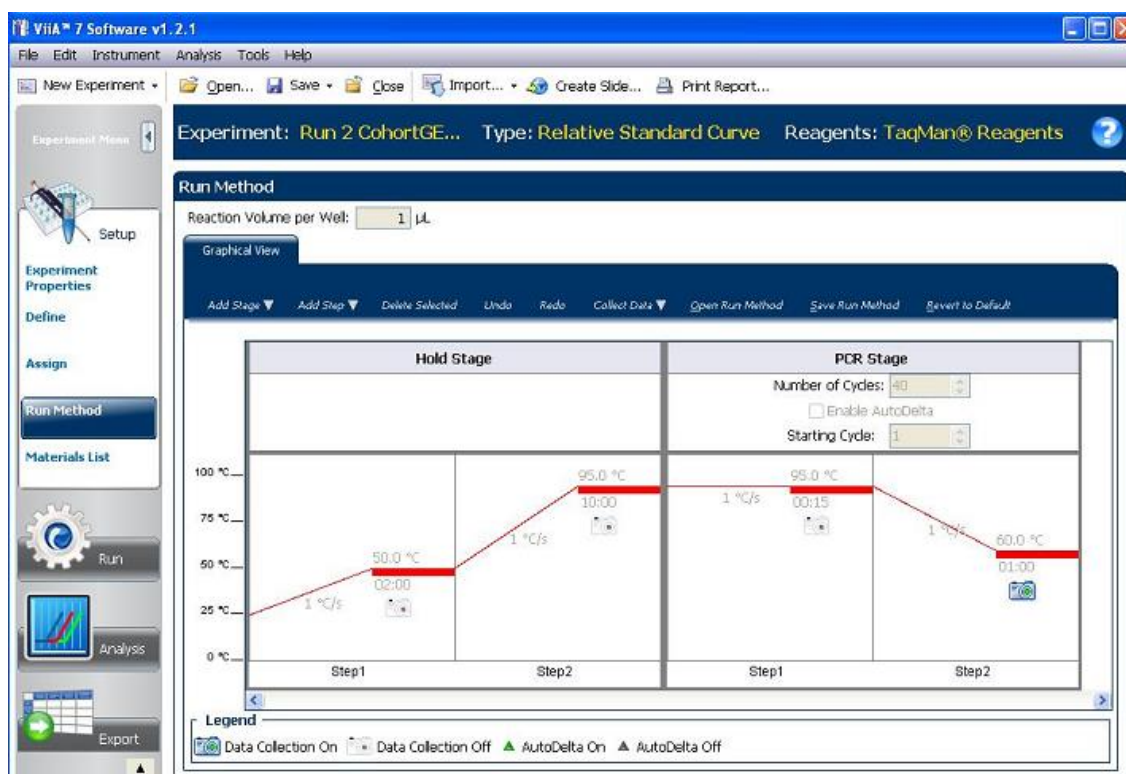 ViiA™ 7 Software v1.2.1
File Edit Instrument Analysis Tools Help
New Experiment Open... Save Close Import... Create Slide... Print Report...
Experiment Menu
Experiment: Run 2 CohortGE... Type: Relative Standard Curve Reagents: TaqMan® Reagents
Run Method
Reaction Volume per Well: 1 µL
Setup
Graphical View
Experiment Properties
Define
Add Stage Add Step Delete Selected Undo Redo Collect Data Open Run Method Save Run Method Revert to Default
Assign
Run Method
Materials List
Hold Stage PCR Stage
Number of Cycles: 40
Enable AutoDelta
Starting Cycle: 1
100 °C
75 °C
50 °C
25 °C
0 °C
50.0 °C
02:00
1 °C/s
95.0 °C
10:00
1 °C/s
95.0 °C
00:15
1 °C/s
60.0 °C
01:00
1 °C/s
Step1 Step2 Step1 Step2
Run
Analysis
Export
Legend
Data Collection On Data Collection Off AutoDelta On AutoDelta Off